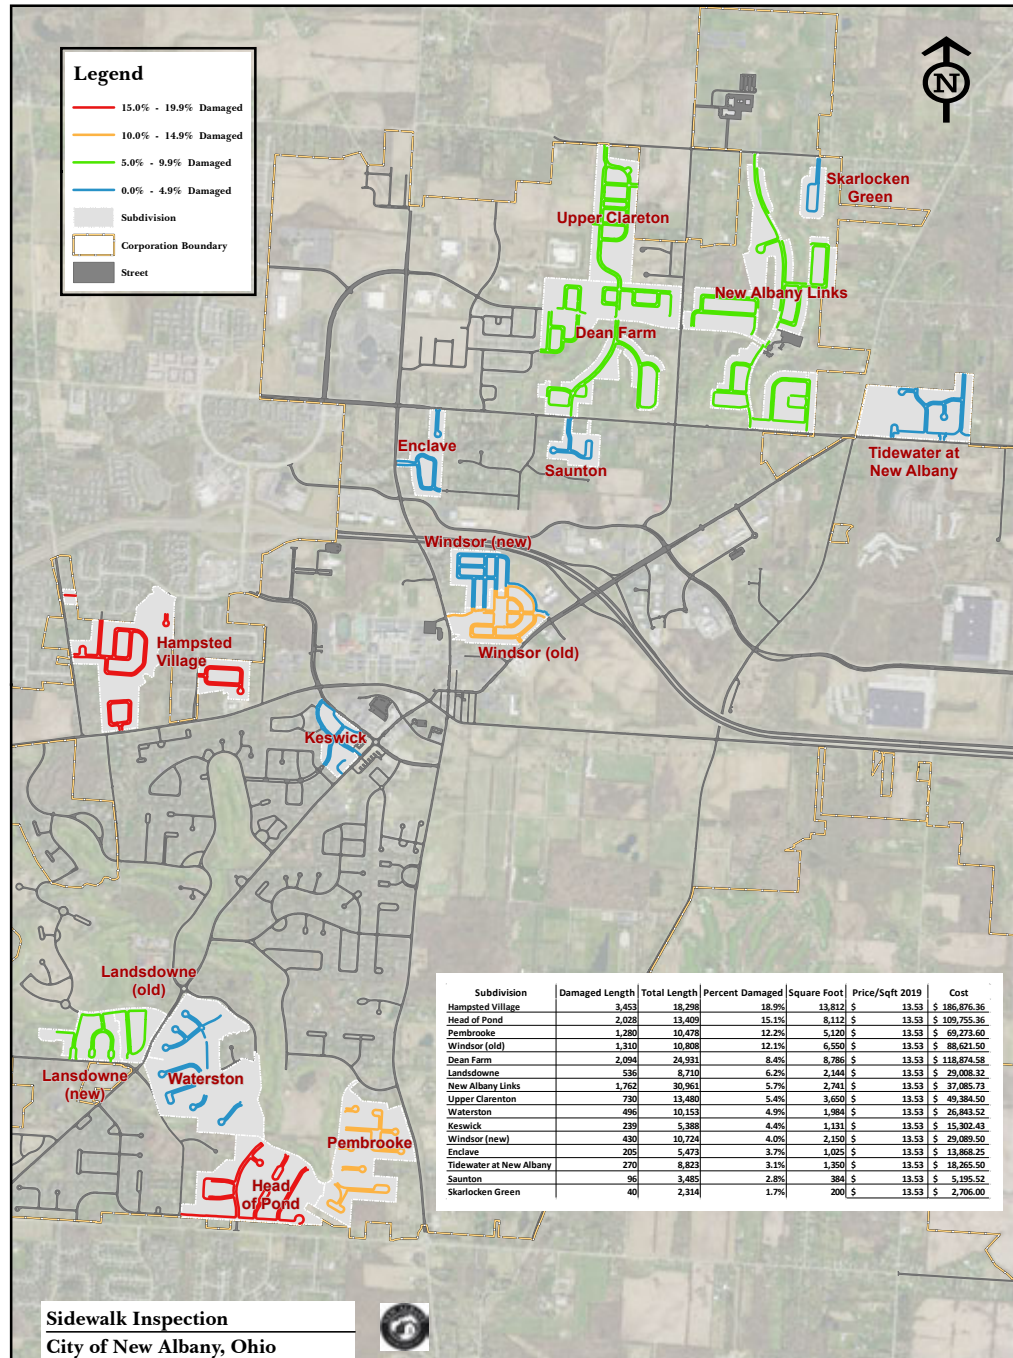 Legend
15.0% - 19.9% Damaged
10.0% - 14.9% Damaged
5.0% - 9.9% Damaged
0.0% - 4.9% Damaged
Subdivision
Corporation Boundary
Street
N
Skarlocken
Green
Upper Clareton
New Albany Links
Dean Farm
Enclave
Saunton
Tidewater at
New Albany
Windsor (new)
Hampsted
Village
Windsor (old)
Keswick
Landsdowne
(old)
Lansdowne
(new)
Waterston
Pembrooke
Head
of Pond
Subdivision Damaged Length Total Length Percent Damaged Square Foot Price/Sqft 2019 Cost
Hampsted Village 3,453 18,298 18.9% 13,812 $ 13.53 $ 186,876.36
Head of Pond 2,028 13,409 15.1% 8,112 $ 13.53 $ 109,755.36
Pembrooke 1,280 10,478 12.2% 5,120 $ 13.53 $ 69,273.60
Windsor (old) 1,310 10,808 12.1% 6,550 $ 13.53 $ 88,621.50
Dean Farm 2,094 24,931 8.4% 8,786 $ 13.53 $ 118,874.58
Landsdowne 536 8,710 6.2% 2,144 $ 13.53 $ 29,008.32
New Albany Links 1,762 30,961 5.7% 2,741 $ 13.53 $ 37,085.73
Upper Clarenton 730 13,480 5.4% 3,650 $ 13.53 $ 49,384.50
Waterston 496 10,153 4.9% 1,984 $ 13.53 $ 26,843.52
Keswick 239 5,388 4.4% 1,131 $ 13.53 $ 15,302.43
Windsor (new) 430 10,724 4.0% 2,150 $ 13.53 $ 29,089.50
Enclave 205 5,473 3.7% 1,025 $ 13.53 $ 13,868.25
Tidewater at New Albany 270 8,823 3.1% 1,350 $ 13.53 $ 18,265.50
Saunton 96 3,485 2.8% 384 $ 13.53 $ 5,195.52
Skarlocken Green 40 2,314 1.7% 200 $ 13.53 $ 2,706.00
Sidewalk Inspection
City of New Albany, Ohio